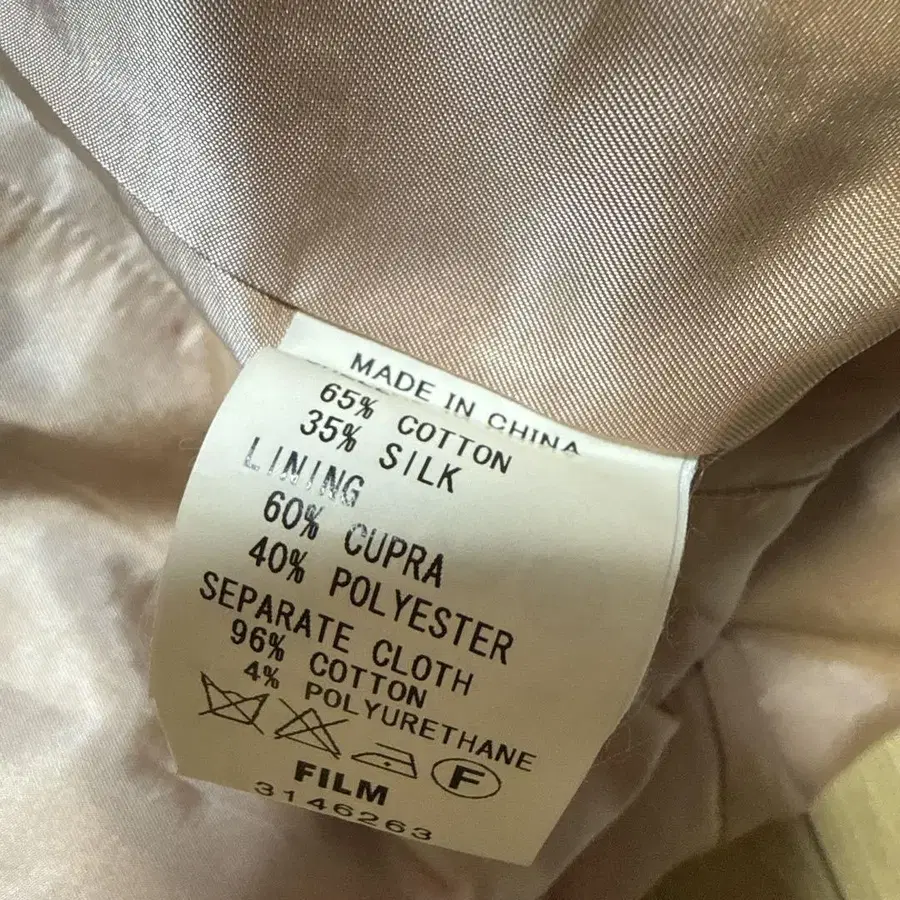 MADE IN CHINA
65% COTTON
35% SILK
LINING
60% CUPRA
40% POLYESTER
SEPARATE CLOTH
96% COTTON
4% POLYURETHANE
F
FILM
3146263